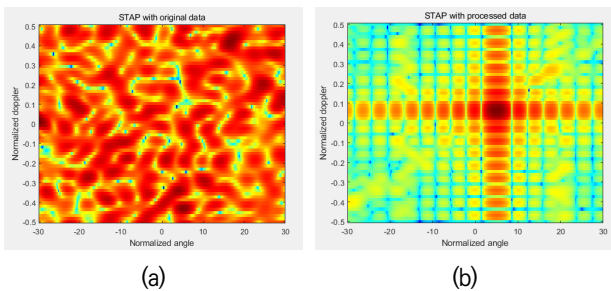 STAP with original data
0.5
0.4
0.3
0.2
0.1
0
-0.1
-0.2
-0.3
-0.4
-0.5
Normalized doppler
-30 -20 -10 0 10 20 30
Normalized angle
(a)
STAP with processed data
0.5
0.4
0.3
0.2
0.1
0
-0.1
-0.2
-0.3
-0.4
-0.5
Normalized doppler
-30 -20 -10 0 10 20 30
Normalized angle
(b)